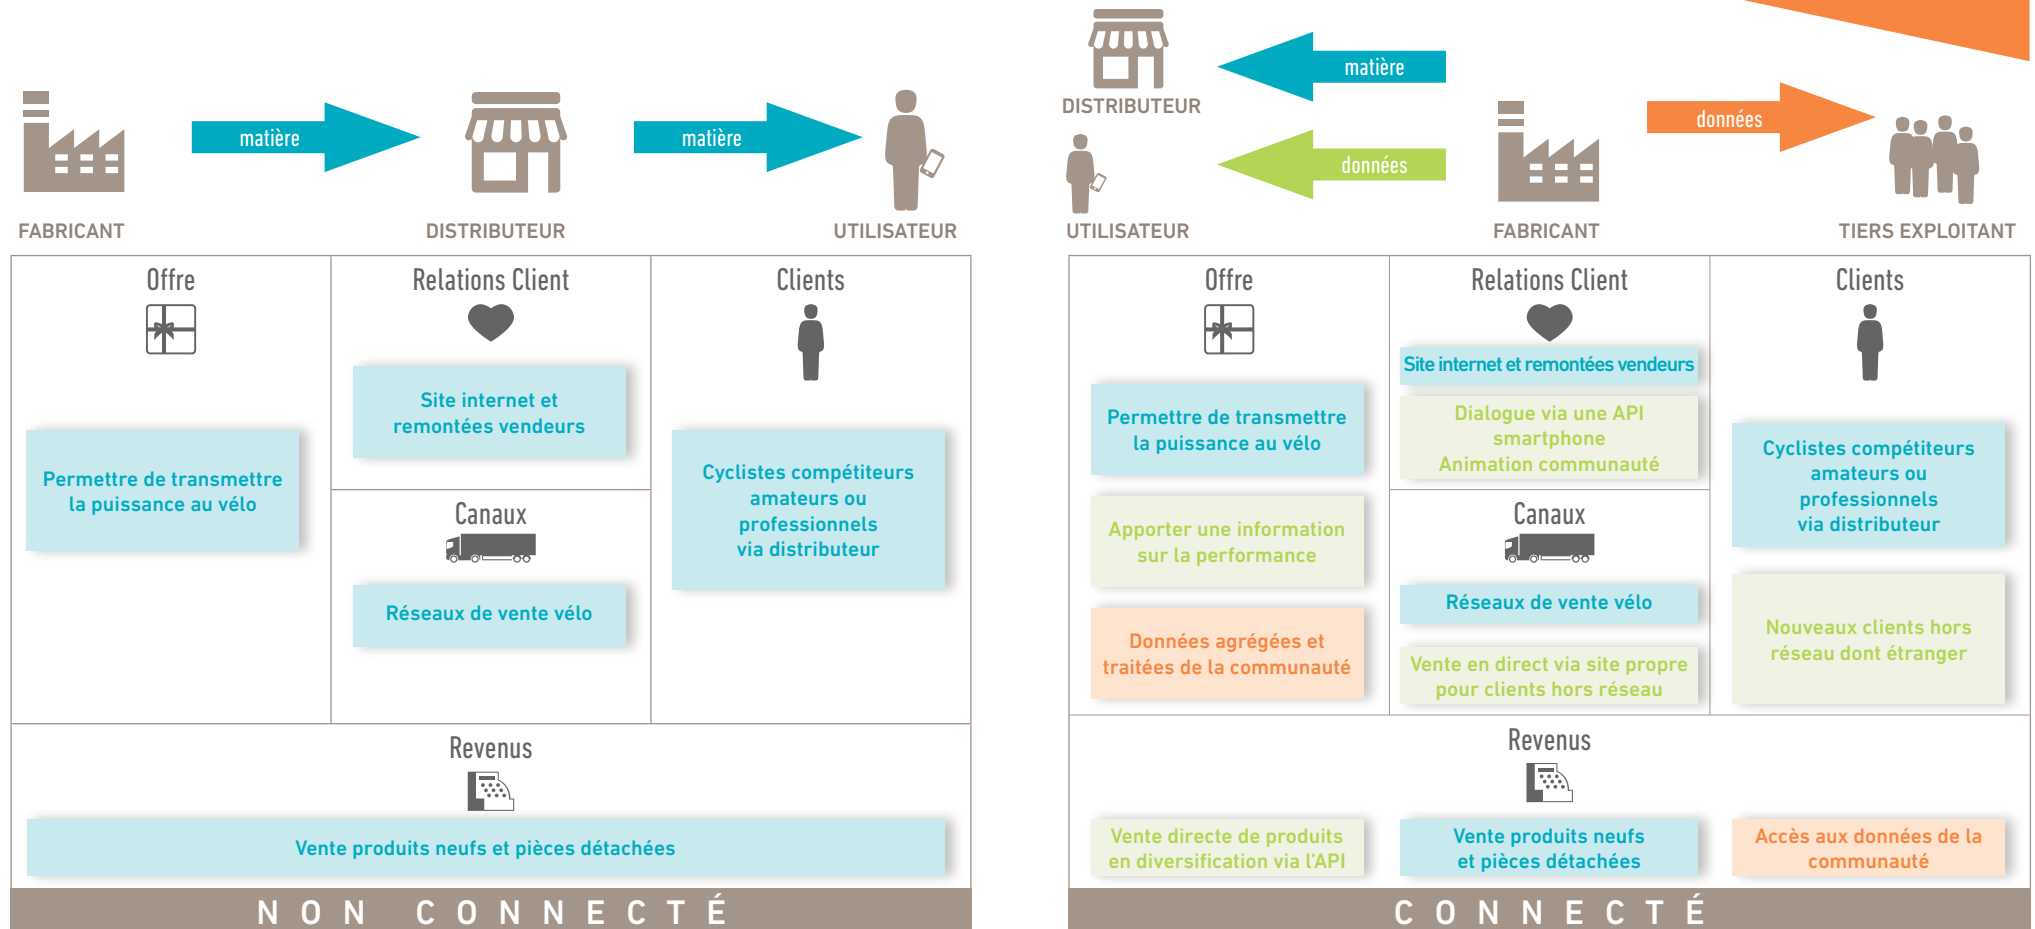 matière
matière
FABRICANT
DISTRIBUTEUR
UTILISATEUR
Offre
Relations Client
Clients
Permettre de transmettre
la puissance au vélo
Site internet et
remontées vendeurs
Canaux
Réseaux de vente vélo
Cyclistes compétiteurs
amateurs ou
professionnels
via distributeur
Revenus
Vente produits neufs et pièces détachées
NON CONNECTÉ
matière
DISTRIBUTEUR
données
données
UTILISATEUR
FABRICANT
TIERS EXPLOITANT
Offre
Relations Client
Clients
Permettre de transmettre
la puissance au vélo
Apporter une information
sur la performance
Données agrégées et
traitées de la communauté
Site internet et remontées vendeurs
Dialogue via une API
smartphone
Animation communauté
Canaux
Réseaux de vente vélo
Vente en direct via site propre
pour clients hors réseau
Cyclistes compétiteurs
amateurs ou
professionnels
via distributeur
Nouveaux clients hors
réseau dont étranger
Revenus
Vente directe de produits
en diversification via l'API
Vente produits neufs
et pièces détachées
Accès aux données de la
communauté
CONNECTÉ